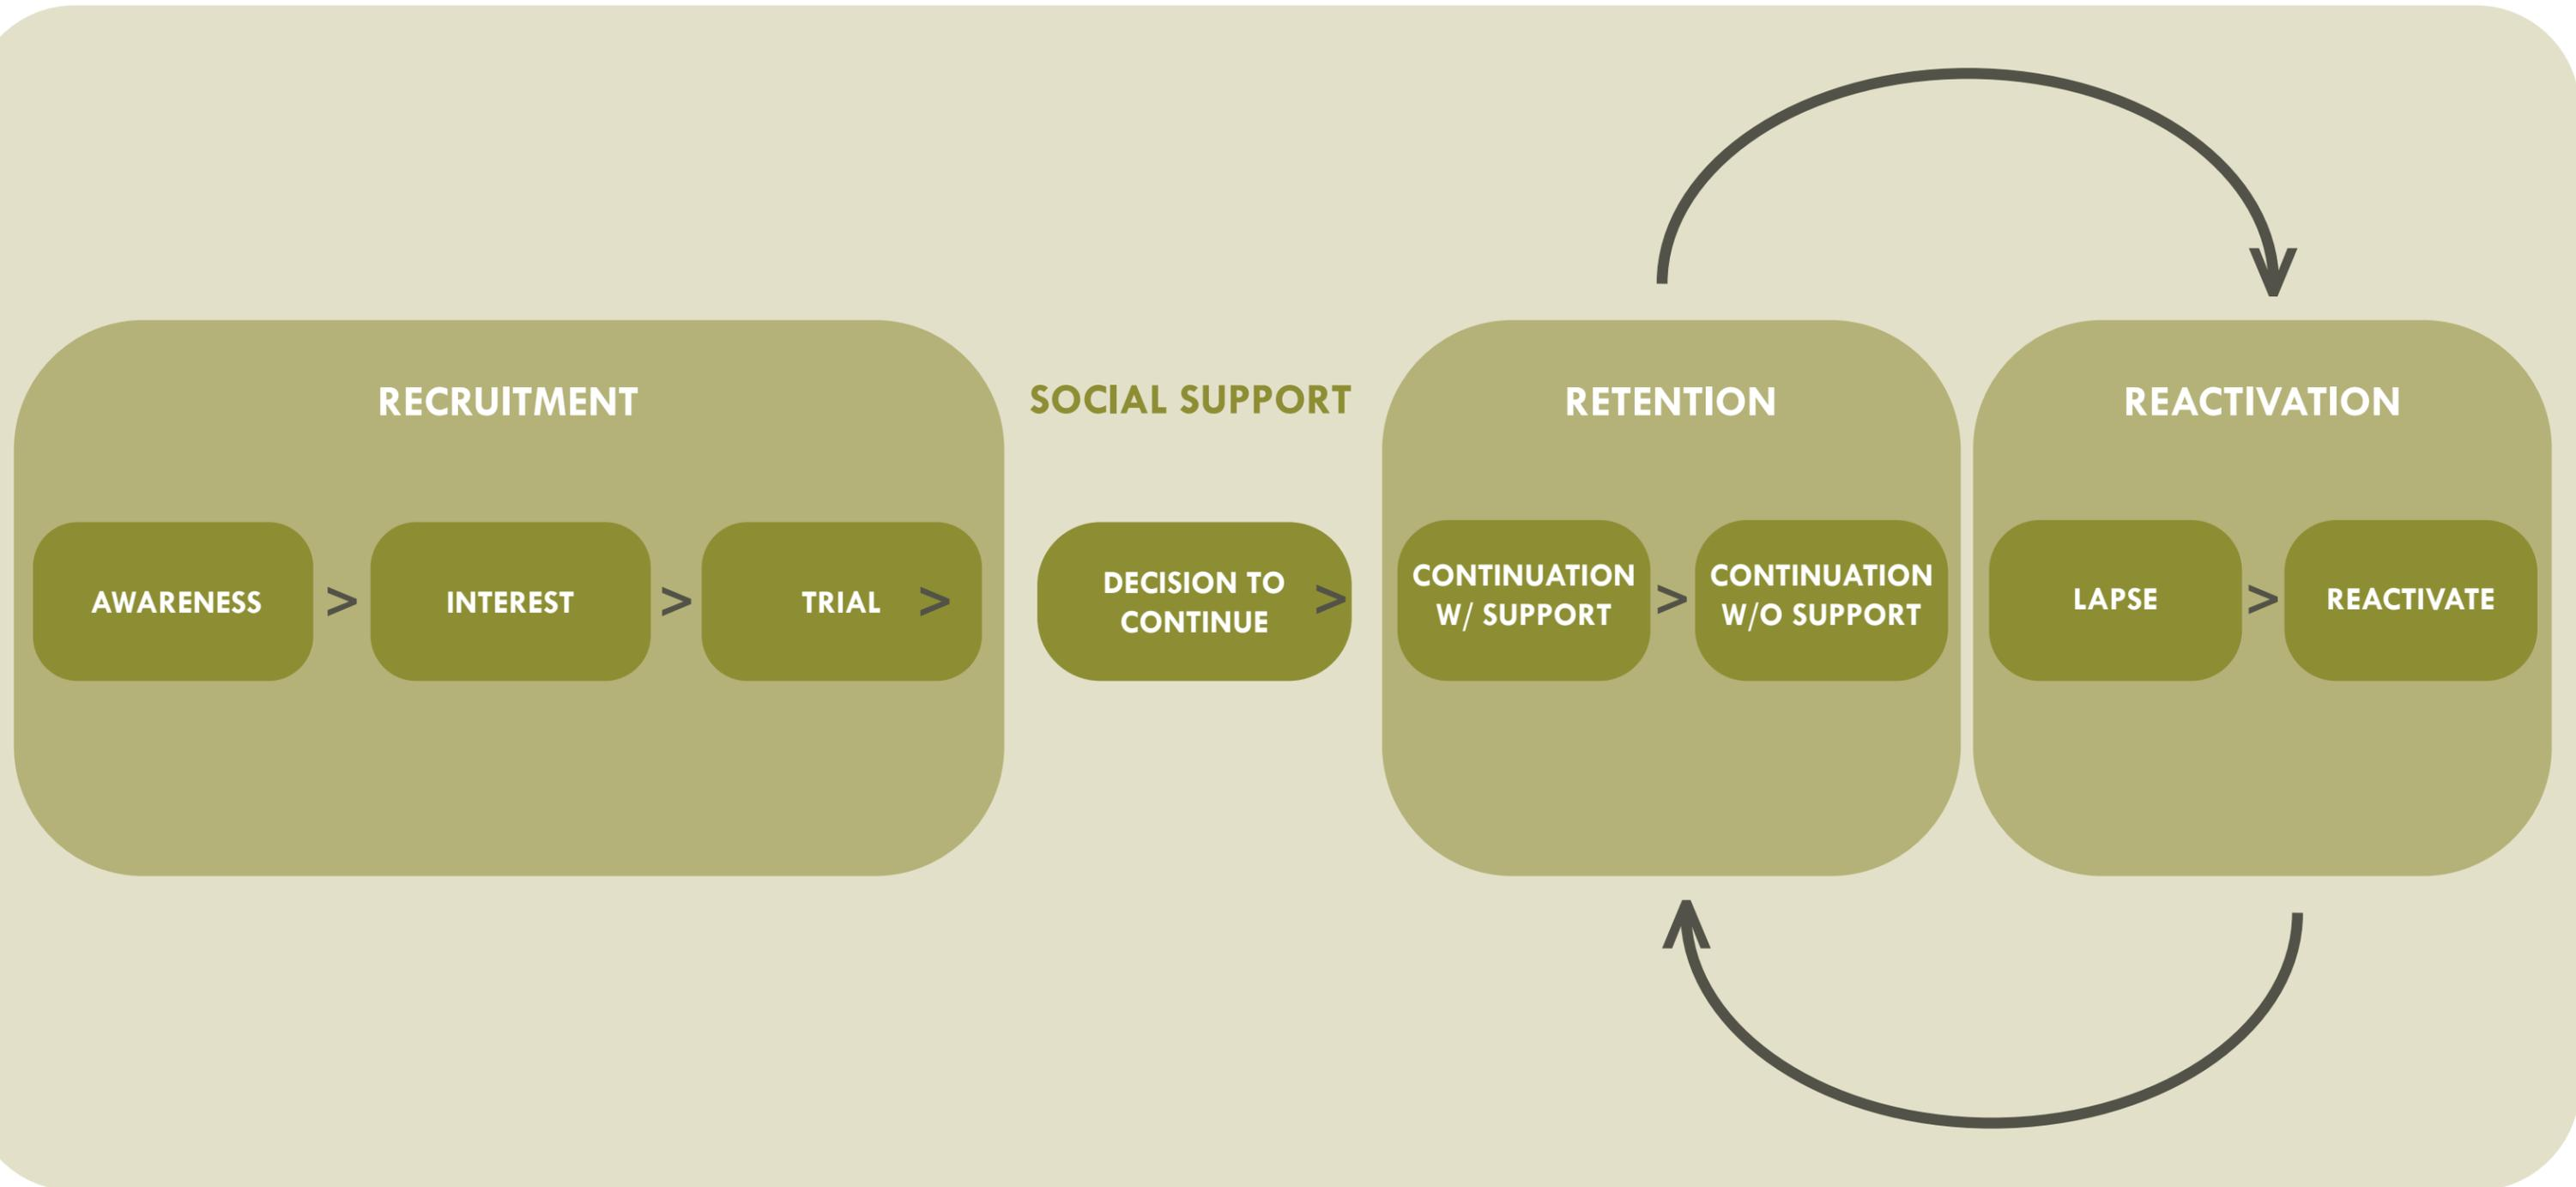 RECRUITMENT
AWARENESS > INTEREST > TRIAL >
SOCIAL SUPPORT
DECISION TO
CONTINUE >
RETENTION
CONTINUATION
W/ SUPPORT
>
CONTINUATION
W/O SUPPORT
REACTIVATION
LAPSE > REACTIVATE